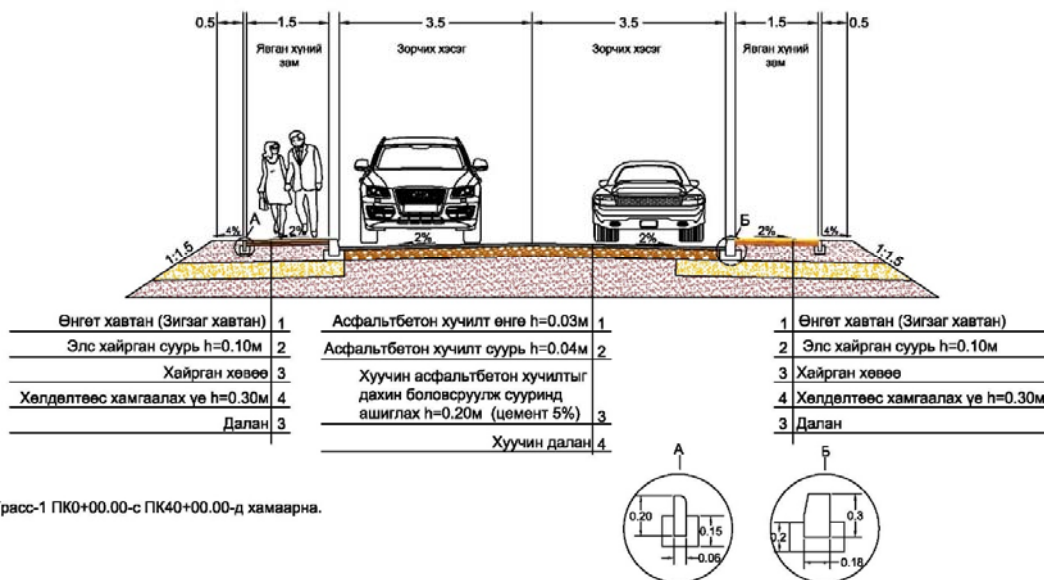 0.5 1.5 3.5 3.5 1.5 0.5
Явган хүний зам
Зорчих хэсэг
Зорчих хэсэг
Явган хүний зам
А Б
4% 2% 2% 2% 2% 4%
1:1.5 1:1.5
Өнгөт хавтан (Зигзаг хавтан) 1
Элс хайрган суурь h=0.10м 2
Хайрган хөвөө 3
Хөлдөлтөөс хамгаалах үе h=0.30м 4
Далан 3
Асфальтбетон хучилт өнгө h=0.03м 1
Асфальтбетон хучилт суурь h=0.04м 2
Хуучин асфальтбетон хучилтыг
дахин боловсруулж сууринд
ашиглах h=0.20м (цемент 5%) 3
Хуучин далан 4
1 Өнгөт хавтан (Зигзаг хавтан)
2 Элс хайрган суурь h=0.10м
3 Хайрган хөвөө
4 Хөлдөлтөөс хамгаалах үе h=0.30м
3 Далан
А
0.20 0.15
0.06
Б
0.2 0.3
0.18
расс-1 ПК0+00.00-с ПК40+00.00-д хамаарна.